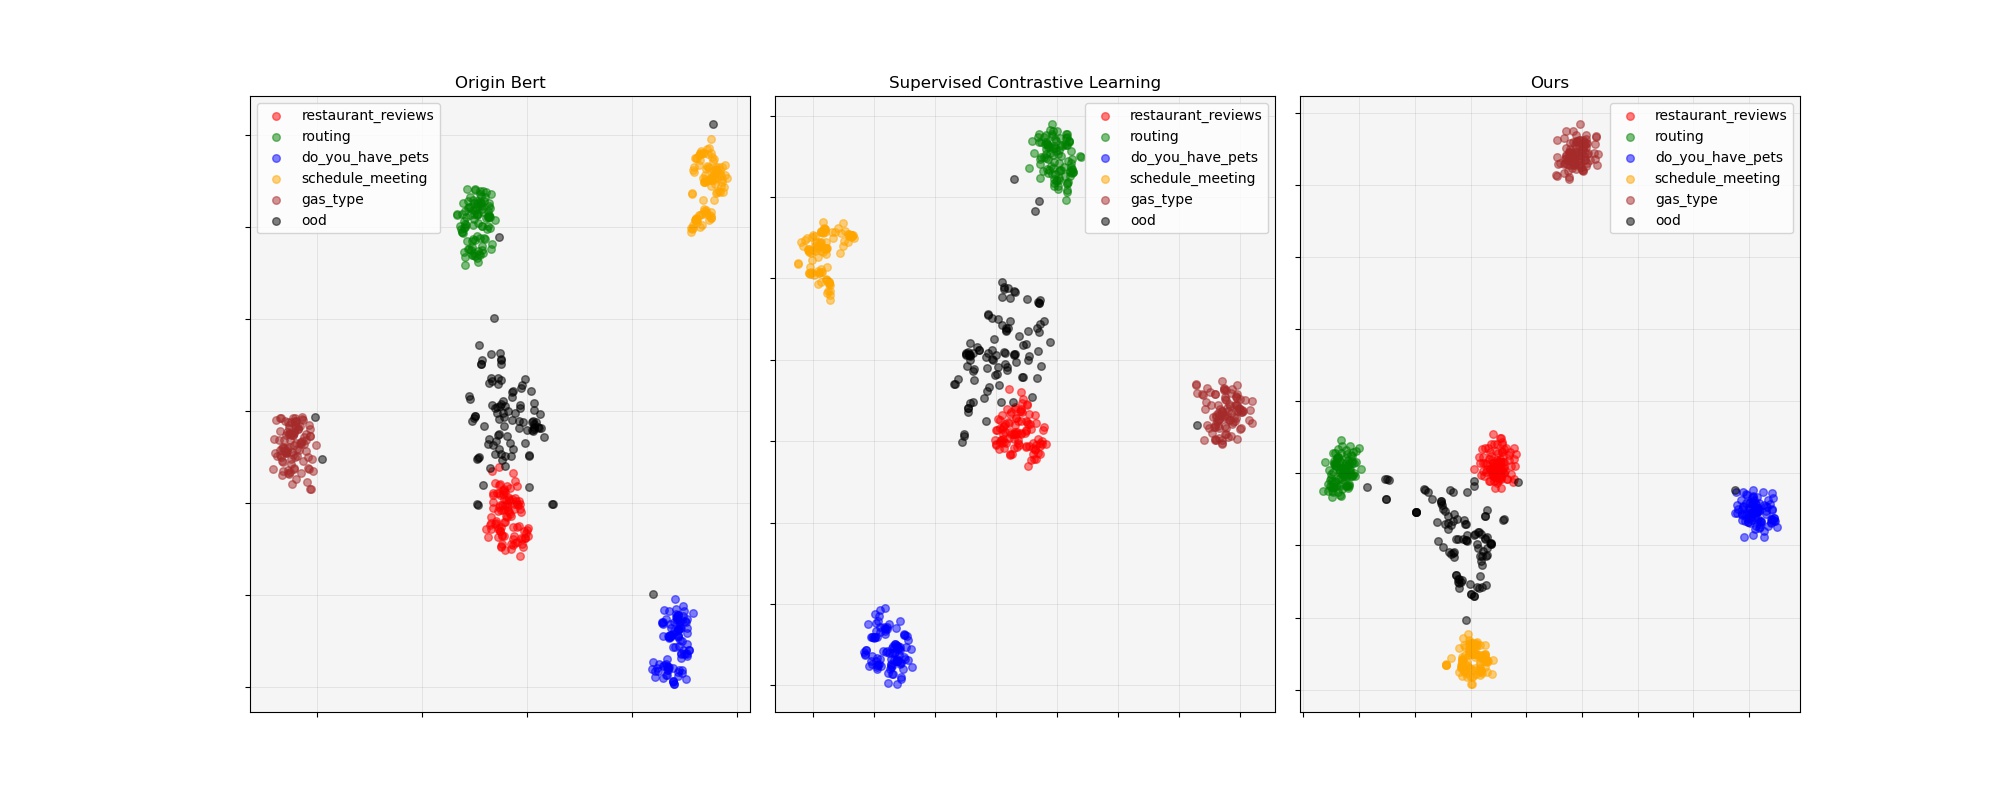 Origin Bert
restaurant_reviews
routing
do_you_have_pets
schedule_meeting
gas_type
ood
Supervised Contrastive Learning
restaurant_reviews
routing
do_you_have_pets
schedule_meeting
gas_type
ood
Ours
restaurant_reviews
routing
do_you_have_pets
schedule_meeting
gas_type
ood